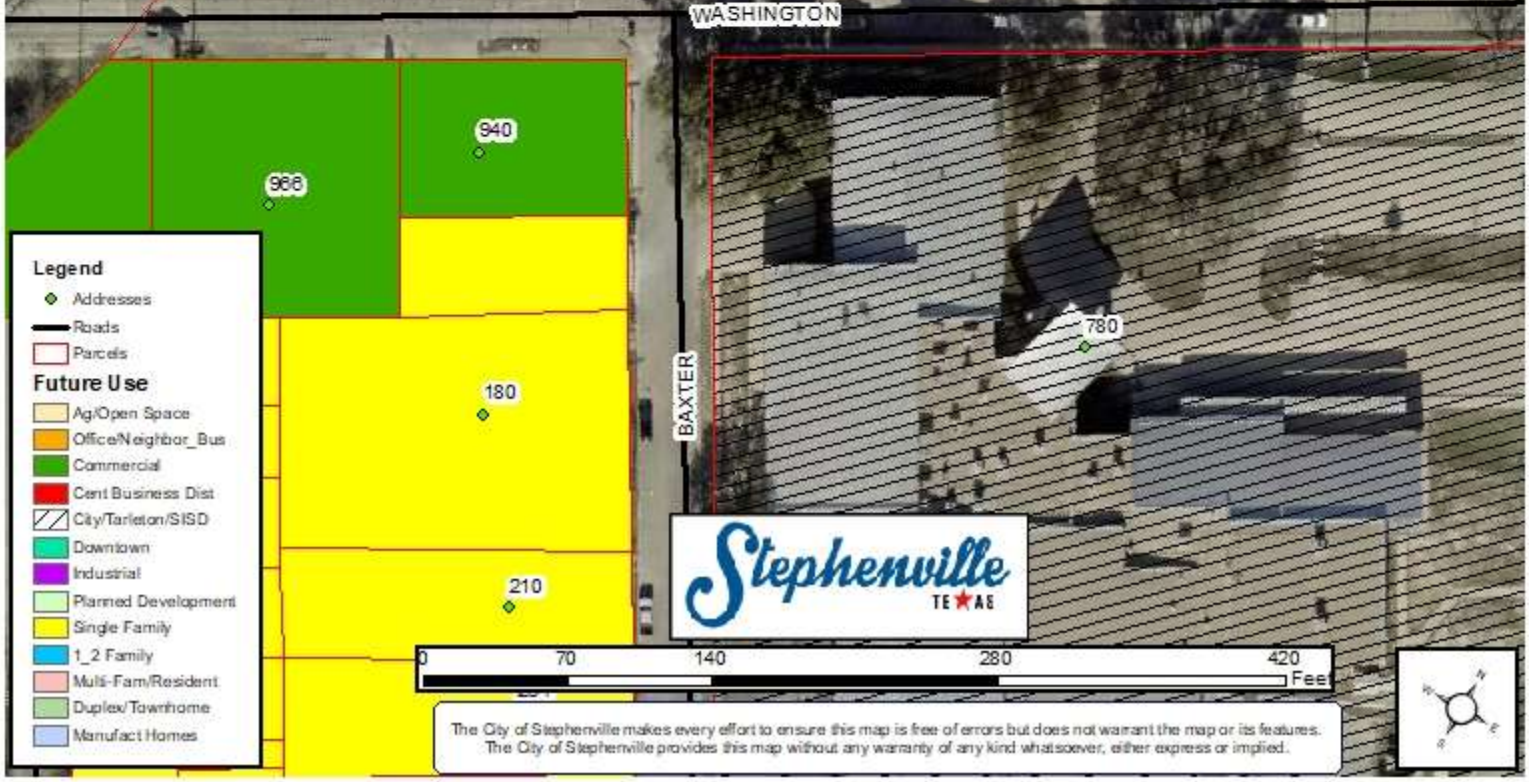 WASHINGTON
940
966
780
180
BAXTER
210
Legend
Addresses
Roads
Parcels
Future Use
Ag/Open Space
Office/Neighbor_Bus
Commercial
Cent Business Dist
City/Tarleton/SISD
Downtown
Industrial
Planned Development
Single Family
1_2 Family
Multi-Fam/Resident
Duplex/Townhome
Manufact Homes
Stephenville
TEXAS
0 70 140 280 420
Feet
The City of Stephenville makes every effort to ensure this map is free of errors but does not warrant the map or its features.
The City of Stephenville provides this map without any warranty of any kind whatsoever, either express or implied.
N
W
E
S